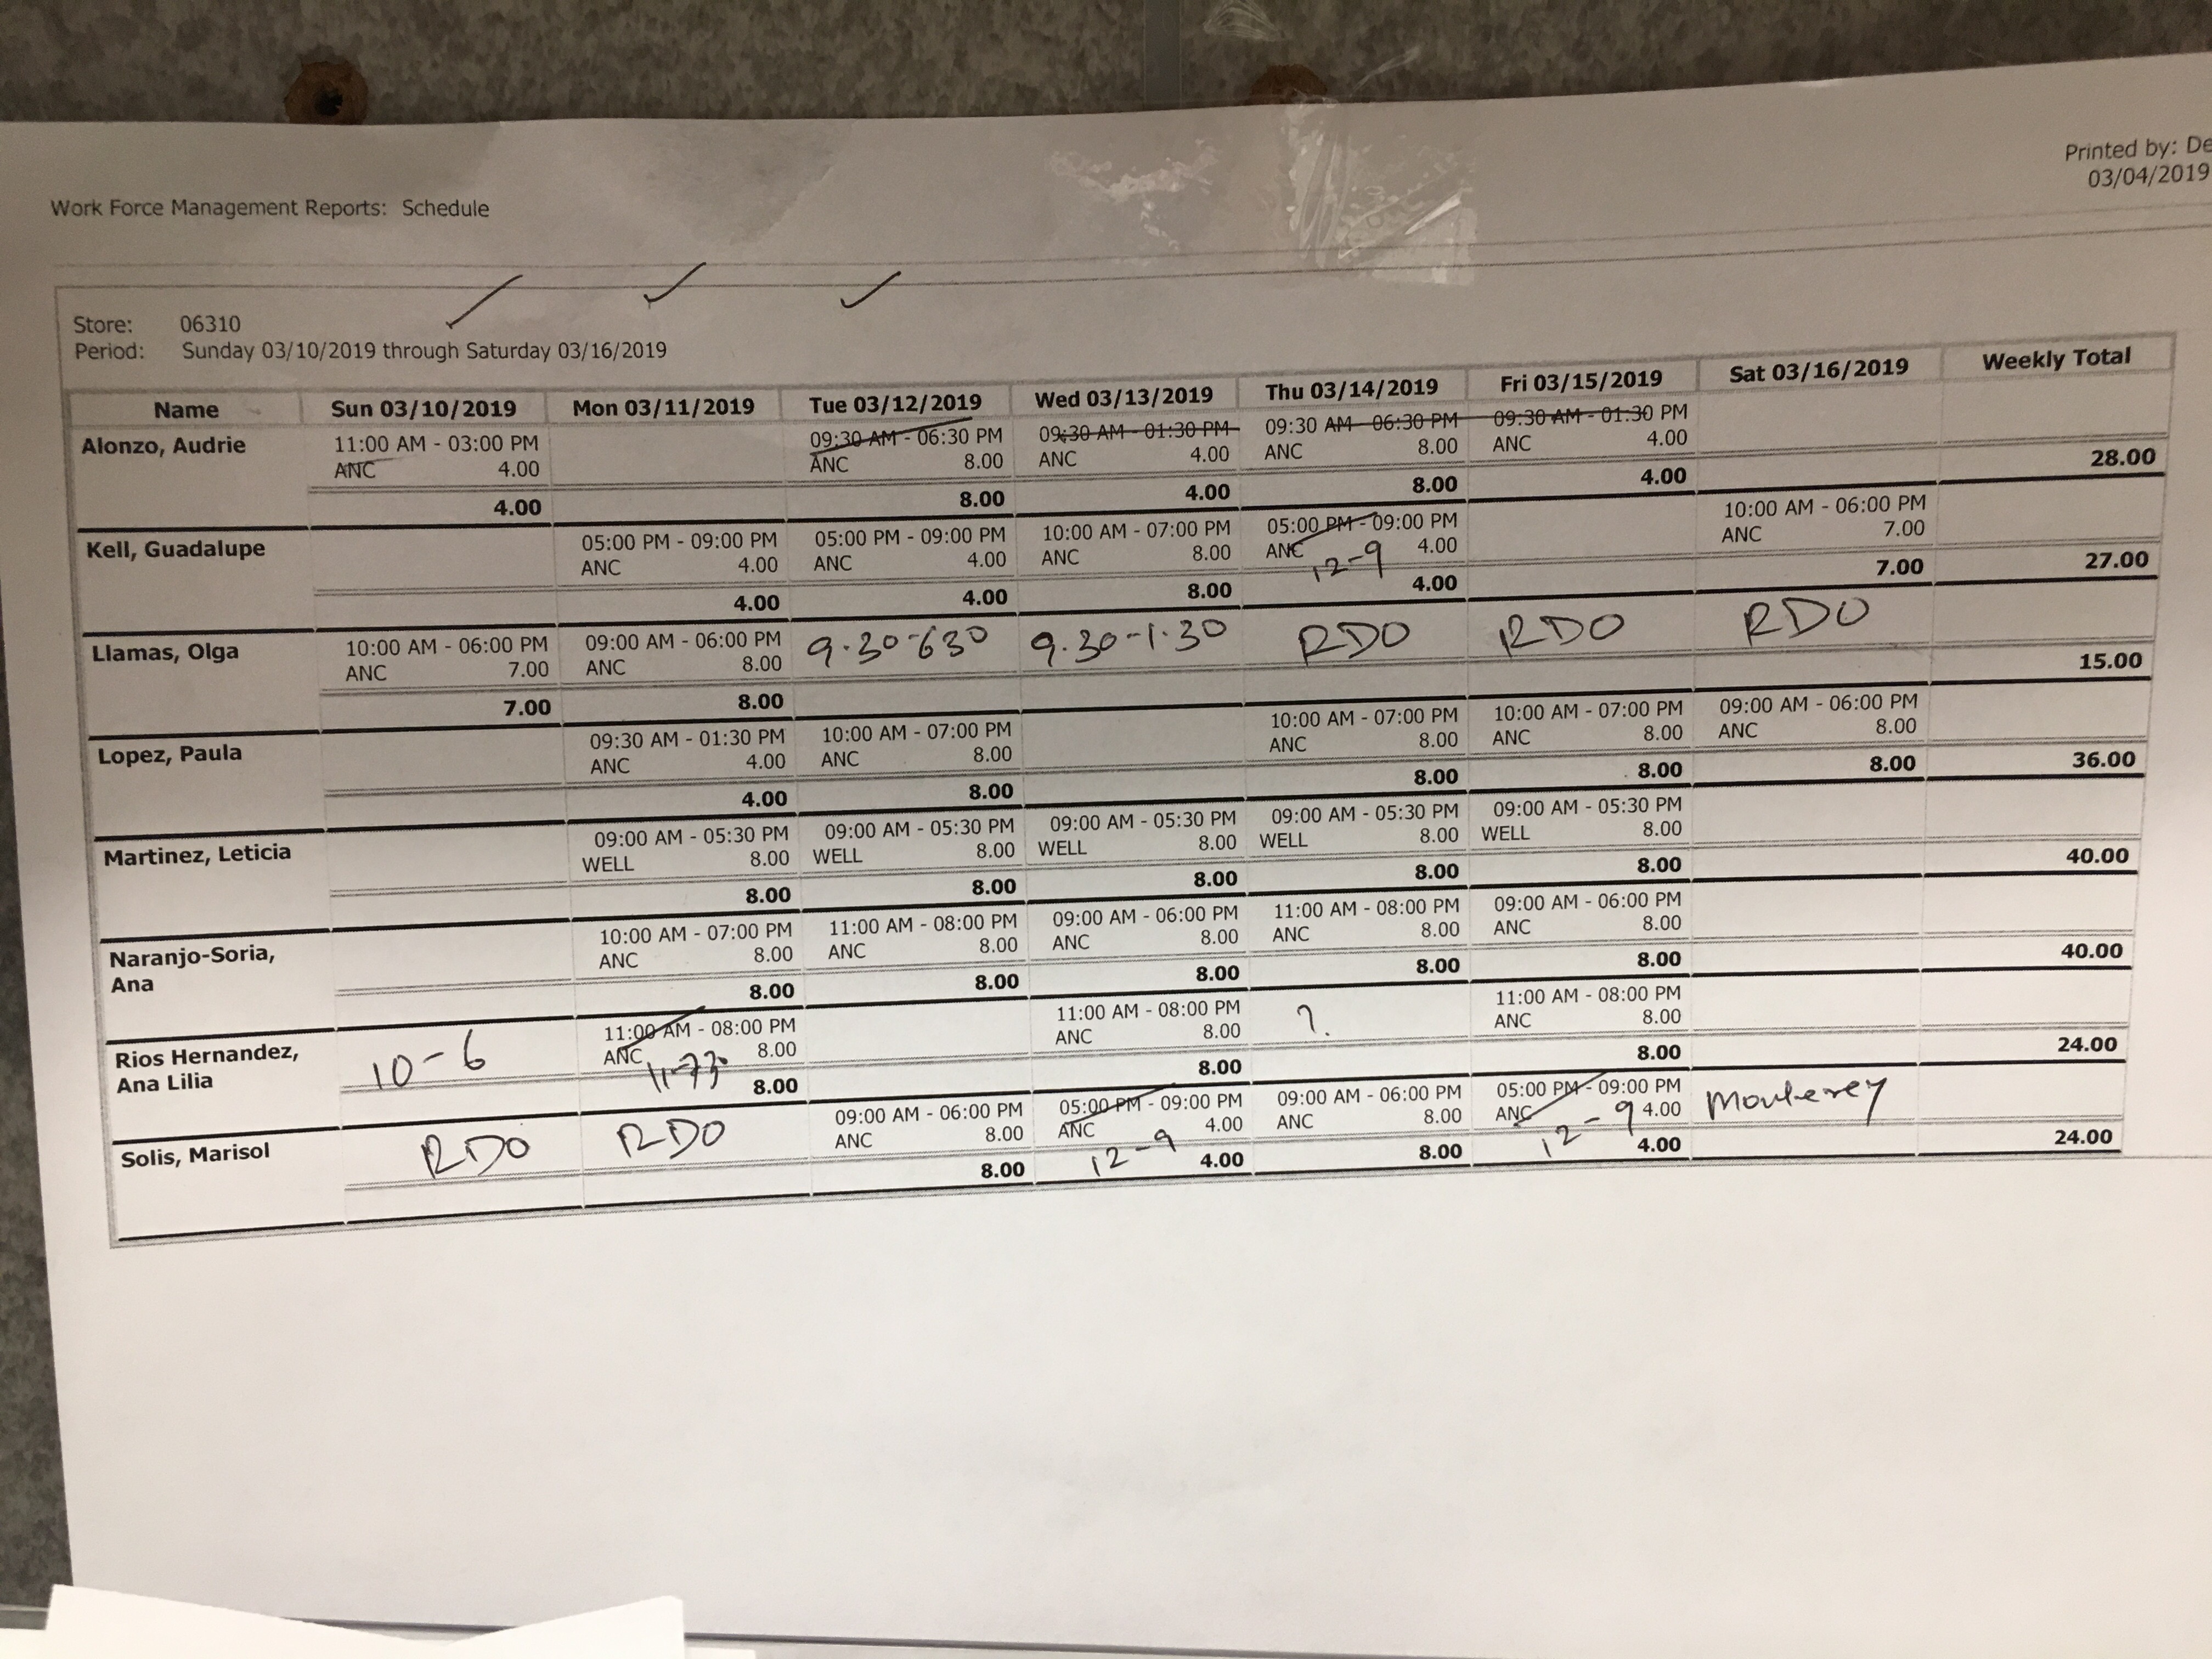 Printed by: De
03/04/2019
Work Force Management Reports: Schedule
Store: 06310
Period: Sunday 03/10/2019 through Saturday 03/16/2019
Name Sun 03/10/2019 Mon 03/11/2019 Tue 03/12/2019 Wed 03/13/2019 Thu 03/14/2019 Fri 03/15/2019 Sat 03/16/2019 Weekly Total
Alonzo, Audrie 11:00 AM - 03:00 PM 09:30 AM - 06:30 PM 09:30 AM - 01:30 PM 09:30 AM - 06:30 PM 09:30 AM - 01:30 PM
ANC 4.00 ANC 8.00 ANC 4.00 ANC 8.00 ANC 4.00
4.00 8.00 4.00 8.00 4.00 28.00
Kell, Guadalupe 05:00 PM - 09:00 PM 05:00 PM - 09:00 PM 10:00 AM - 07:00 PM 05:00 PM - 09:00 PM 10:00 AM - 06:00 PM
ANC 4.00 ANC 4.00 ANC 8.00 ANC 4.00 ANC 7.00
12-9
4.00 4.00 8.00 4.00 7.00 27.00
Llamas, Olga 10:00 AM - 06:00 PM 09:00 AM - 06:00 PM 9.30-630 9.30-1.30 RDO RDO RDO
ANC 7.00 ANC 8.00
7.00 8.00 15.00
Lopez, Paula 09:30 AM - 01:30 PM 10:00 AM - 07:00 PM 10:00 AM - 07:00 PM 10:00 AM - 07:00 PM 09:00 AM - 06:00 PM
ANC 4.00 ANC 8.00 ANC 8.00 ANC 8.00 ANC 8.00
4.00 8.00 8.00 8.00 8.00 36.00
Martinez, Leticia 09:00 AM - 05:30 PM 09:00 AM - 05:30 PM 09:00 AM - 05:30 PM 09:00 AM - 05:30 PM 09:00 AM - 05:30 PM
WELL 8.00 WELL 8.00 WELL 8.00 WELL 8.00 WELL 8.00
8.00 8.00 8.00 8.00 8.00 40.00
Naranjo-Soria, 10:00 AM - 07:00 PM 11:00 AM - 08:00 PM 09:00 AM - 06:00 PM 11:00 AM - 08:00 PM 09:00 AM - 06:00 PM
Ana ANC 8.00 ANC 8.00 ANC 8.00 ANC 8.00 ANC 8.00
8.00 8.00 8.00 8.00 8.00 40.00
Rios Hernandez, 10-6 11:00 AM - 08:00 PM 11:00 AM - 08:00 PM ?. 11:00 AM - 08:00 PM
Ana Lilia ANC 8.00 ANC 8.00 ANC 8.00
11-730
8.00 8.00 8.00 24.00
Solis, Marisol RDO RDO 09:00 AM - 06:00 PM 05:00 PM - 09:00 PM 09:00 AM - 06:00 PM 05:00 PM - 09:00 PM Monterey
ANC 8.00 ANC 4.00 ANC 8.00 ANC 4.00
12-9 12-9
8.00 4.00 8.00 4.00 24.00